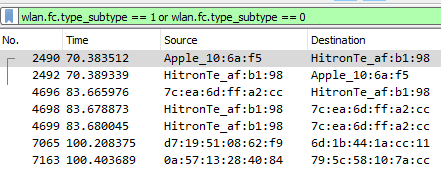 wlan.fc.type_subtype == 1 or wlan.fc.type_subtype == 0
No. Time Source Destination
2490 70.383512 Apple_10:6a:f5 HitronTe_af:b1:98
2492 70.389339 HitronTe_af:b1:98 Apple_10:6a:f5
4696 83.665976 7c:ea:6d:ff:a2:cc HitronTe_af:b1:98
4698 83.678873 HitronTe_af:b1:98 7c:ea:6d:ff:a2:cc
4699 83.680045 HitronTe_af:b1:98 7c:ea:6d:ff:a2:cc
7065 100.208375 d7:19:51:08:62:f9 6d:1b:44:1a:cc:11
7163 100.403689 0a:57:13:28:40:84 79:5c:58:10:7a:cc